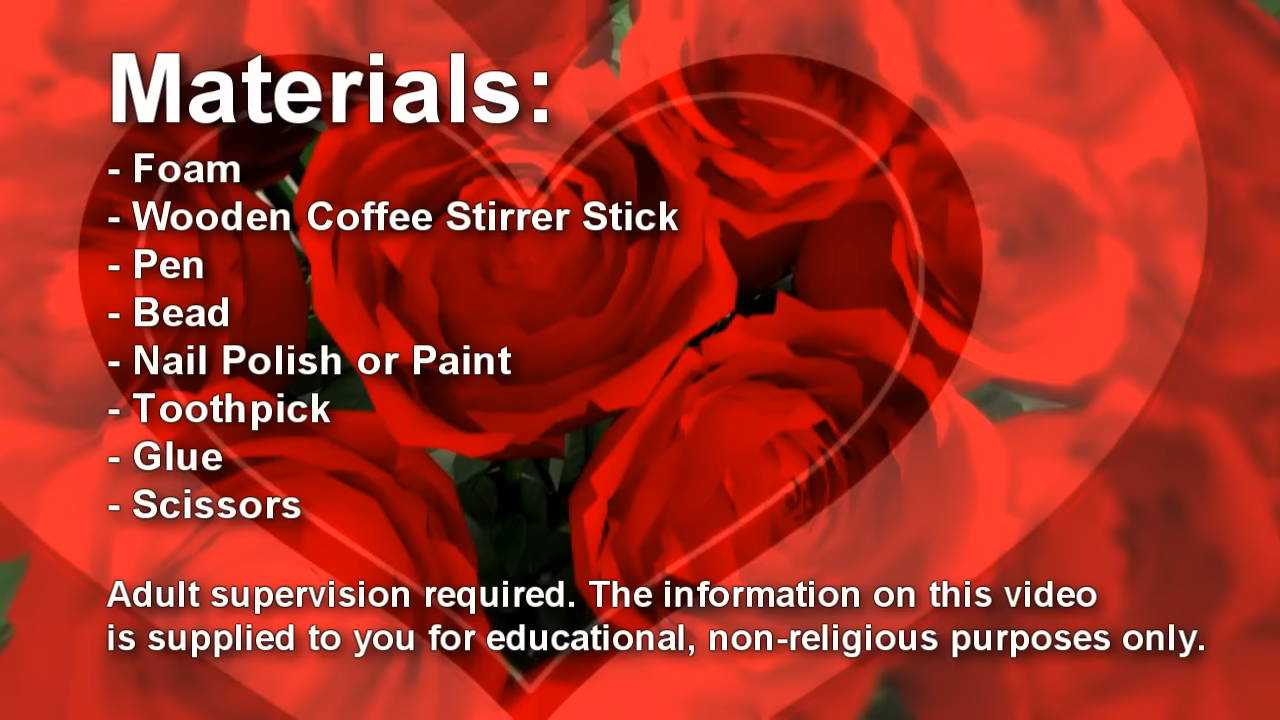 Materials:
- Foam
- Wooden Coffee Stirrer Stick
- Pen
- Bead
- Nail Polish or Paint
- Toothpick
- Glue
- Scissors
Adult supervision required. The information on this video
is supplied to you for educational, non-religious purposes only.